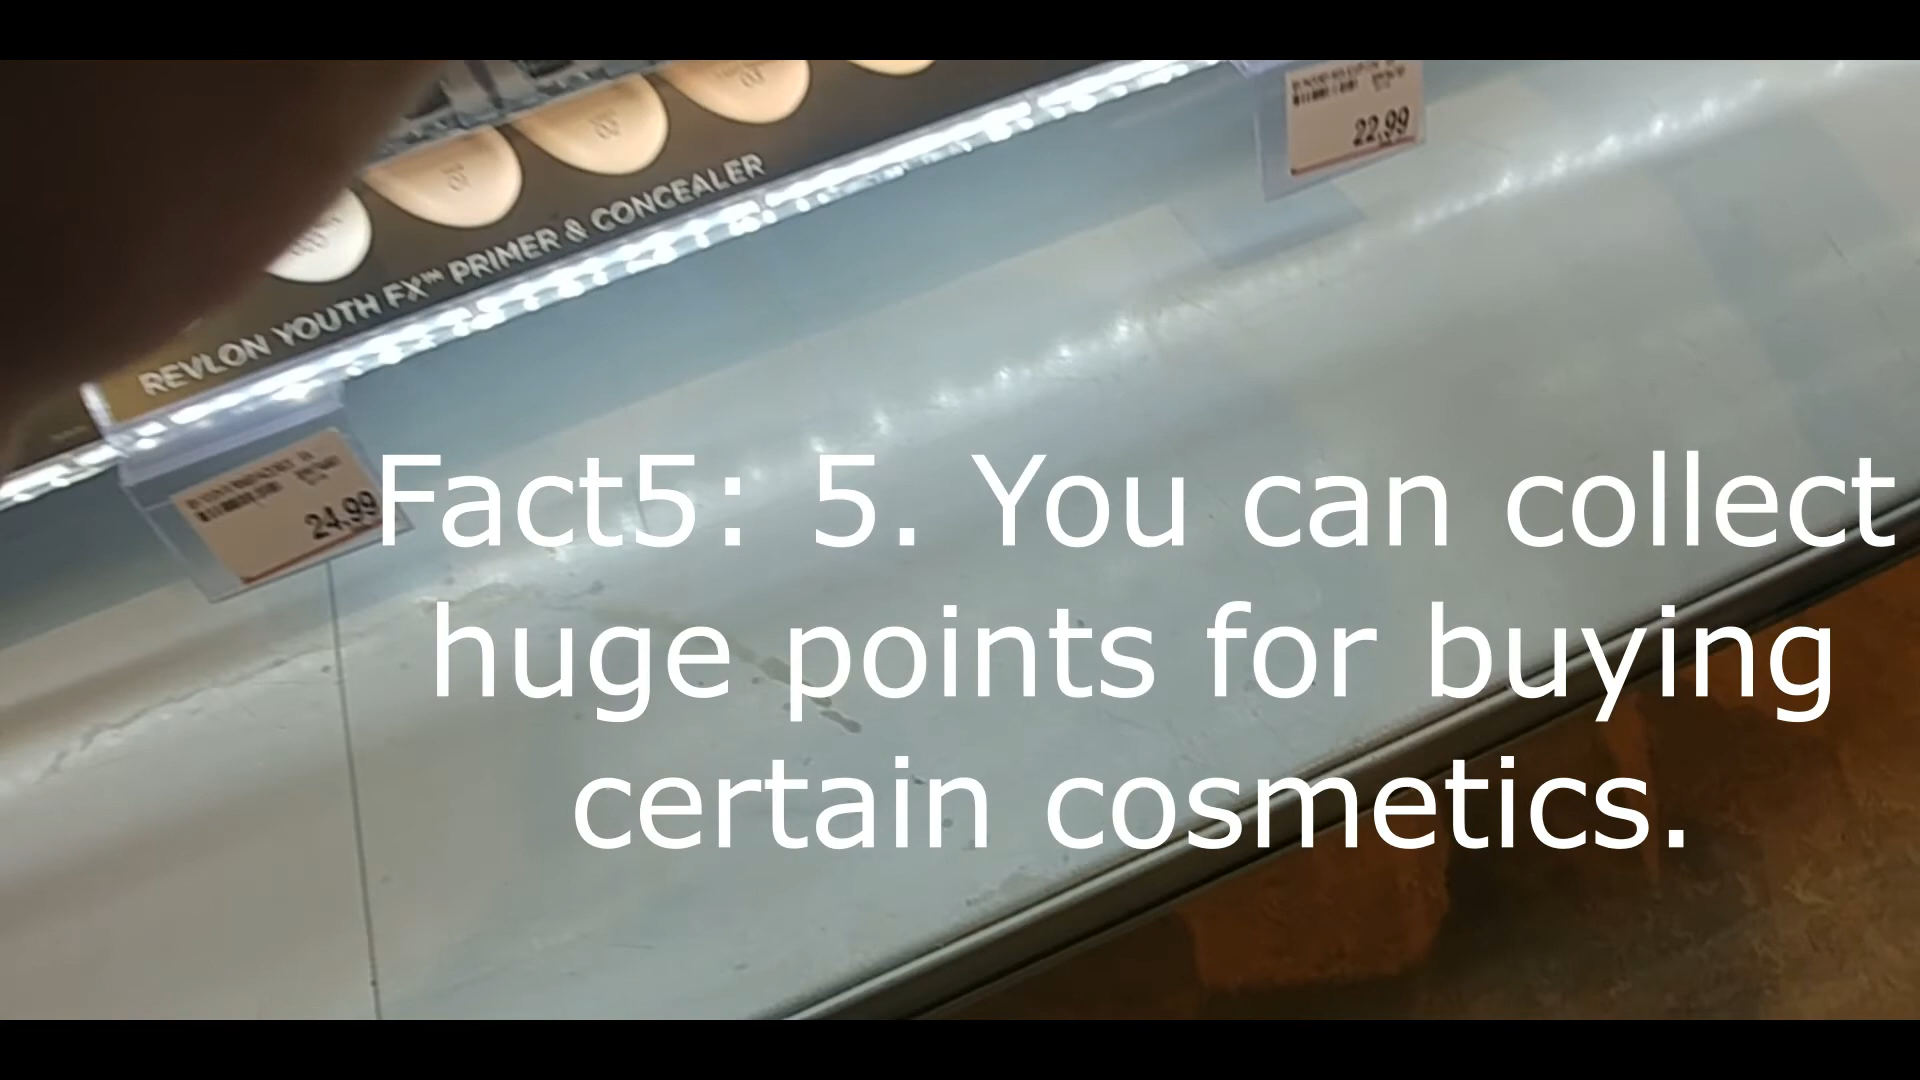 22.99
REVLON YOUTH FX™ PRIMER & CONCEALER
24.99
Fact5: 5. You can collect
huge points for buying
certain cosmetics.